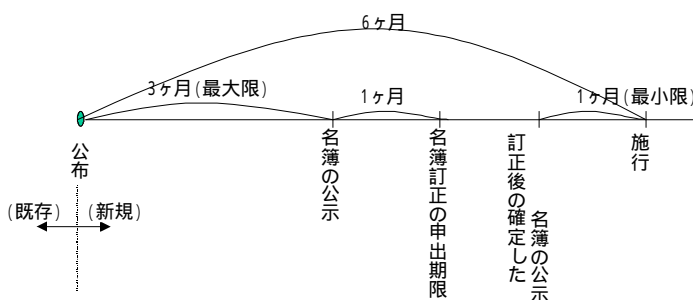 6ヶ月
3ヶ月(最大限)
1ヶ月
1ヶ月(最小限)
公布
名簿の公示
名簿訂正の申出期限
訂正後の確定した
名簿の公示
施行
(既存)
(新規)